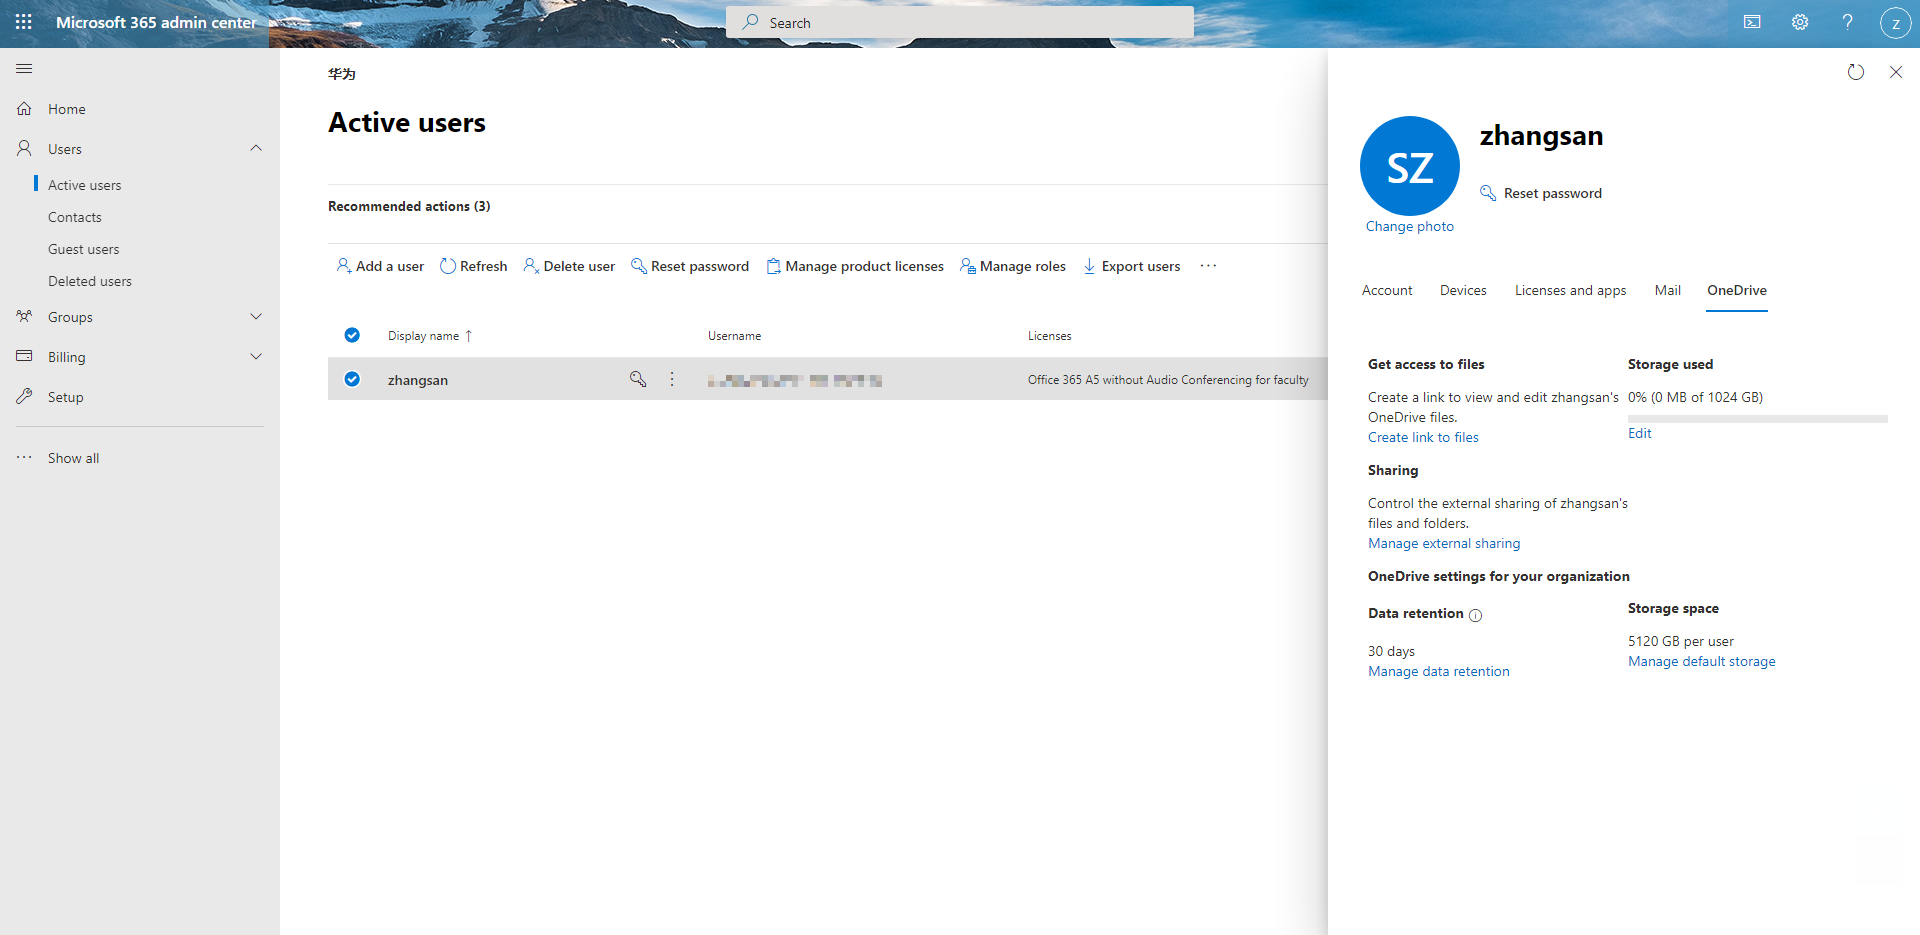 Microsoft 365 admin center
Search
Z
Home
Users
Active users
Contacts
Guest users
Deleted users
Groups
Billing
Setup
Show all
华为
Active users
Recommended actions (3)
Add a user
Refresh
Delete user
Reset password
Manage product licenses
Manage roles
Export users
Display name ↑
Username
Licenses
zhangsan
Office 365 A5 without Audio Conferencing for faculty
SZ
zhangsan
Reset password
Change photo
Account
Devices
Licenses and apps
Mail
OneDrive
Get access to files
Create a link to view and edit zhangsan's
OneDrive files.
Create link to files
Storage used
0% (0 MB of 1024 GB)
Edit
Sharing
Control the external sharing of zhangsan's
files and folders.
Manage external sharing
OneDrive settings for your organization
Data retention
30 days
Manage data retention
Storage space
5120 GB per user
Manage default storage